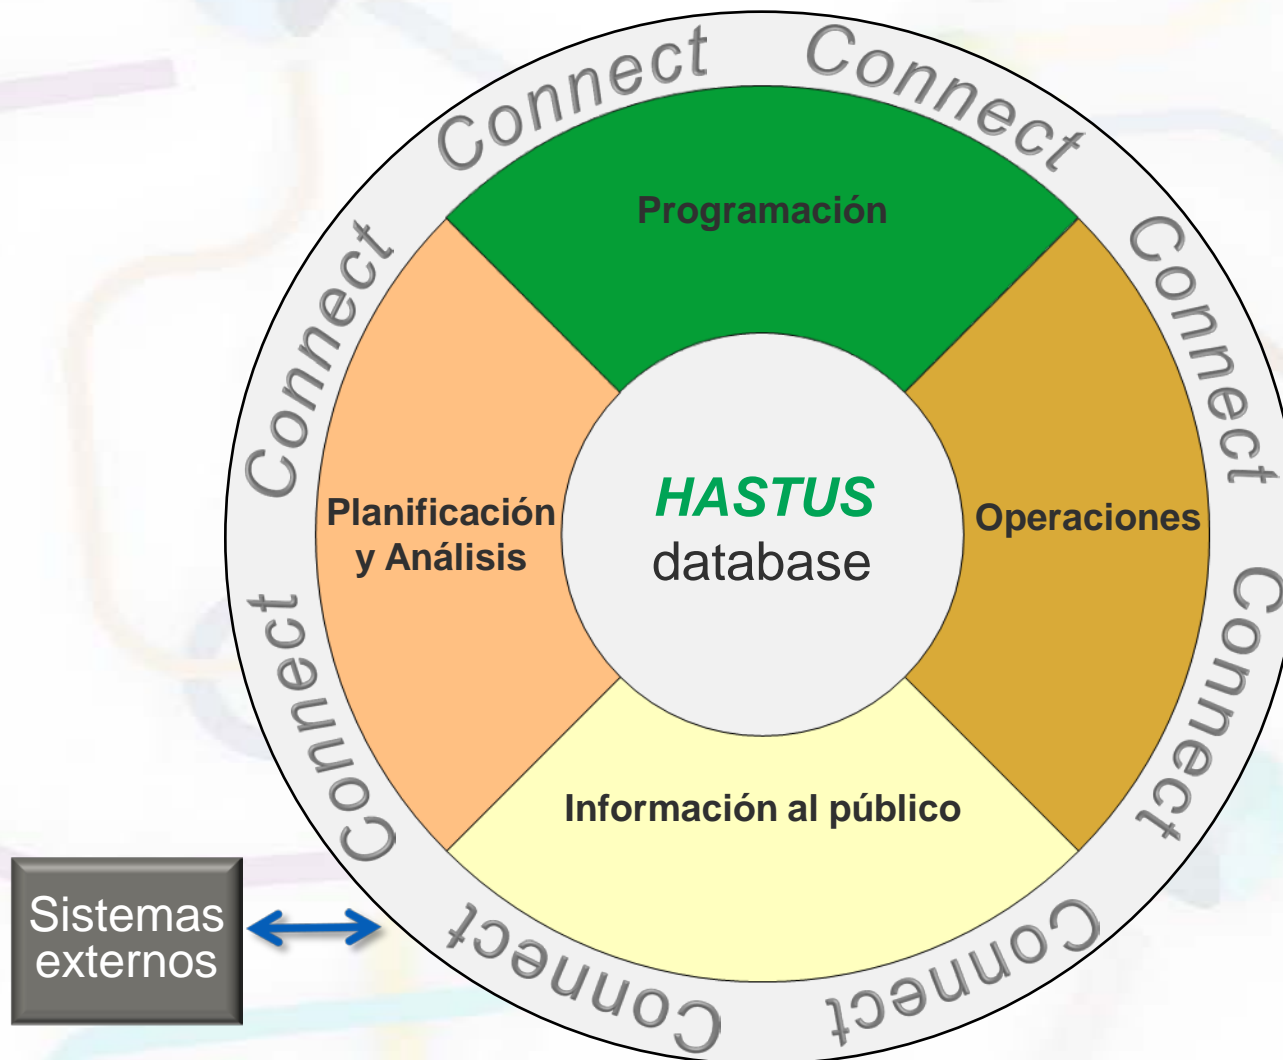 Connect
Connect
Connect
Connect
Connect
Connect
Connect
Connect
Programación
Planificación
y Análisis
HASTUS
database
Operaciones
Información al público
Sistemas
externos